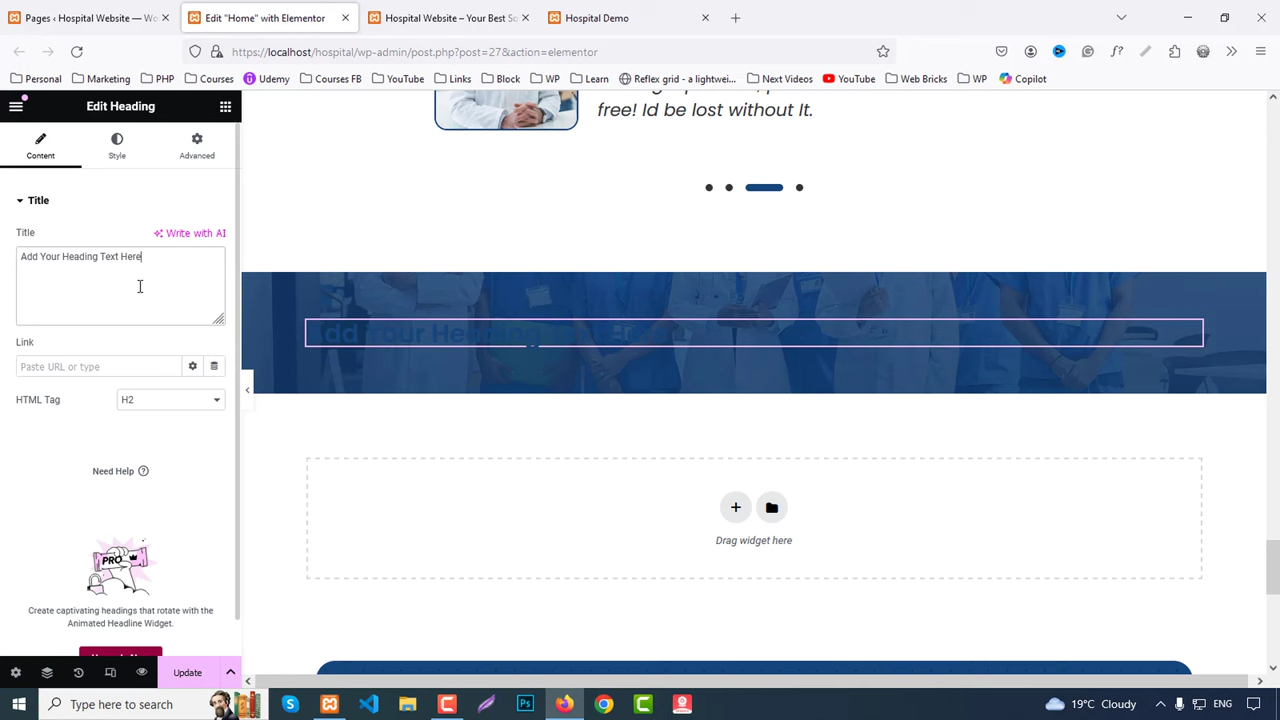 Pages ‹ Hospital Website — Wo
Edit "Home" with Elementor
Hospital Website – Your Best So
Hospital Demo
https://localhost/hospital/wp-admin/post.php?post=27&action=elementor
Personal
Marketing
PHP
Courses
Udemy
Courses FB
YouTube
Links
Block
WP
Learn
Reflex grid - a lightwei...
Next Videos
YouTube
Web Bricks
WP
Copilot
Edit Heading
Content
Style
Advanced
Title
Title
Write with AI
Add Your Heading Text Here
Link
Paste URL or type
HTML Tag
H2
Need Help
PRO
Create captivating headings that rotate with the
Animated Headline Widget.
free! Id be lost without It.
Add Your Heading
Drag widget here
Update
Type here to search
19°C Cloudy
ENG